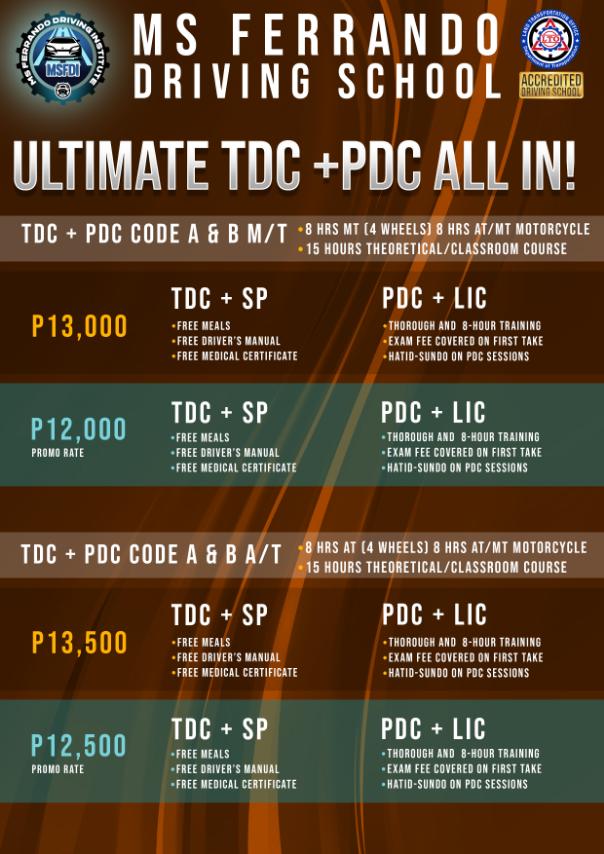 MS FERRANDO DRIVING INSTITUTE
MSFDI
MS FERRANDO
DRIVING SCHOOL
LAND TRANSPORTATION OFFICE
LTO
Department of Transportation
ACCREDITED
DRIVING SCHOOL
ULTIMATE TDC +PDC ALL IN!
TDC + PDC CODE A & B M/T
•8 HRS MT (4 WHEELS) 8 HRS AT/MT MOTORCYCLE
•15 HOURS THEORETICAL/CLASSROOM COURSE
P13,000
TDC + SP
•FREE MEALS
•FREE DRIVER'S MANUAL
•FREE MEDICAL CERTIFICATE
PDC + LIC
•THOROUGH AND 8-HOUR TRAINING
•EXAM FEE COVERED ON FIRST TAKE
•HATID-SUNDO ON PDC SESSIONS
P12,000
PROMO RATE
TDC + SP
•FREE MEALS
•FREE DRIVER'S MANUAL
•FREE MEDICAL CERTIFICATE
PDC + LIC
•THOROUGH AND 8-HOUR TRAINING
•EXAM FEE COVERED ON FIRST TAKE
•HATID-SUNDO ON PDC SESSIONS
TDC + PDC CODE A & B A/T
•8 HRS AT (4 WHEELS) 8 HRS AT/MT MOTORCYCLE
•15 HOURS THEORETICAL/CLASSROOM COURSE
P13,500
TDC + SP
•FREE MEALS
•FREE DRIVER'S MANUAL
•FREE MEDICAL CERTIFICATE
PDC + LIC
•THOROUGH AND 8-HOUR TRAINING
•EXAM FEE COVERED ON FIRST TAKE
•HATID-SUNDO ON PDC SESSIONS
P12,500
PROMO RATE
TDC + SP
•FREE MEALS
•FREE DRIVER'S MANUAL
•FREE MEDICAL CERTIFICATE
PDC + LIC
•THOROUGH AND 8-HOUR TRAINING
•EXAM FEE COVERED ON FIRST TAKE
•HATID-SUNDO ON PDC SESSIONS